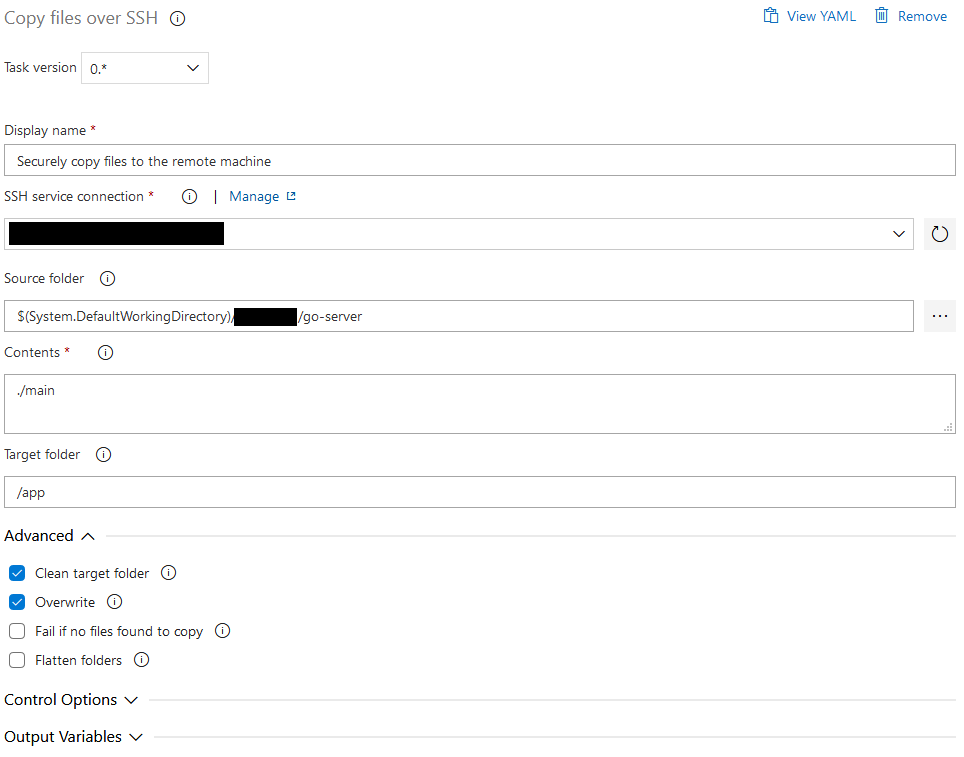 Copy files over SSH
View YAML
Remove
Task version 0.*
Display name *
Securely copy files to the remote machine
SSH service connection * | Manage
Source folder
$(System.DefaultWorkingDirectory)/ /go-server
Contents *
./main
Target folder
/app
Advanced
Clean target folder
Overwrite
Fail if no files found to copy
Flatten folders
Control Options
Output Variables